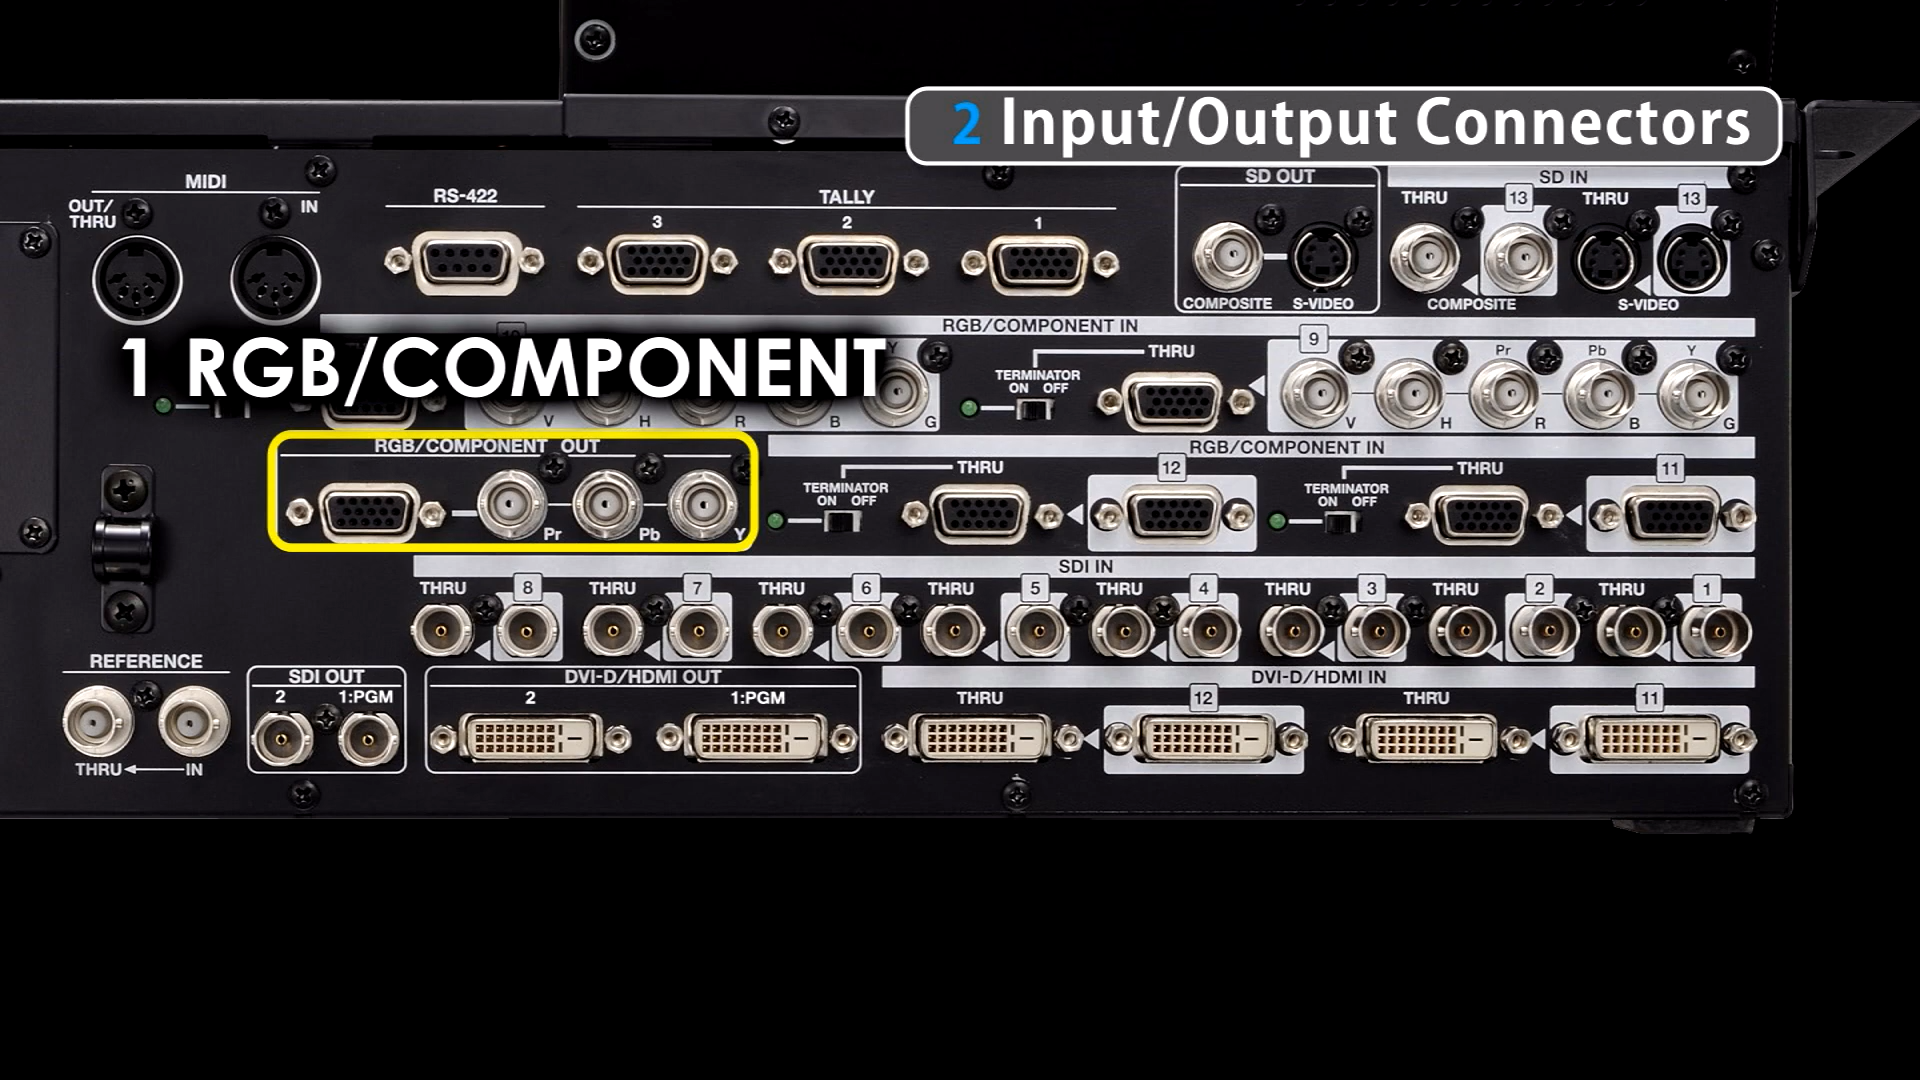 2 Input/Output Connectors
MIDI
OUT/
THRU
IN
RS-422
TALLY
3
2
1
SD OUT
COMPOSITE
S-VIDEO
SD IN
THRU
13
THRU
13
COMPOSITE
S-VIDEO
RGB/COMPONENT IN
1 RGB/COMPONENT
Y
V
H
R
B
G
THRU
TERMINATOR
ON OFF
9
Pr
Pb
Y
V
H
R
B
G
RGB/COMPONENT OUT
Pr
Pb
Y
RGB/COMPONENT IN
THRU
TERMINATOR
ON OFF
12
THRU
TERMINATOR
ON OFF
11
SDI IN
THRU 8 THRU 7 THRU 6 THRU 5 THRU 4 THRU 3 THRU 2 THRU 1
REFERENCE
THRU
IN
SDI OUT
2
1:PGM
DVI-D/HDMI OUT
2
1:PGM
DVI-D/HDMI IN
THRU
12
THRU
11